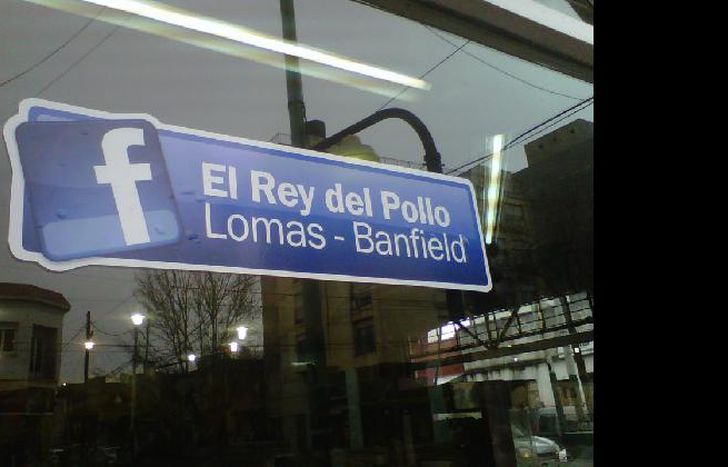 f
El Rey del Pollo
Lomas - Banfield